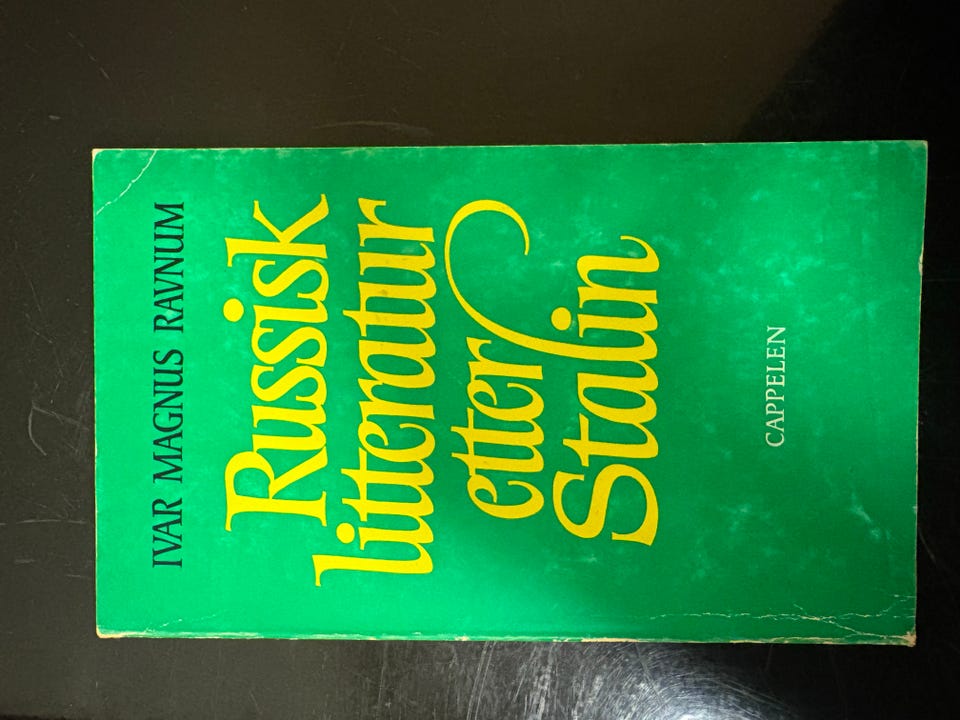 IVAR MAGNUS RAVNUM
Russisk
litteratur
etter
Stalin
CAPPELEN